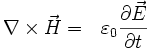 ∇ × H⃗ = ε₀ ∂E⃗/∂t